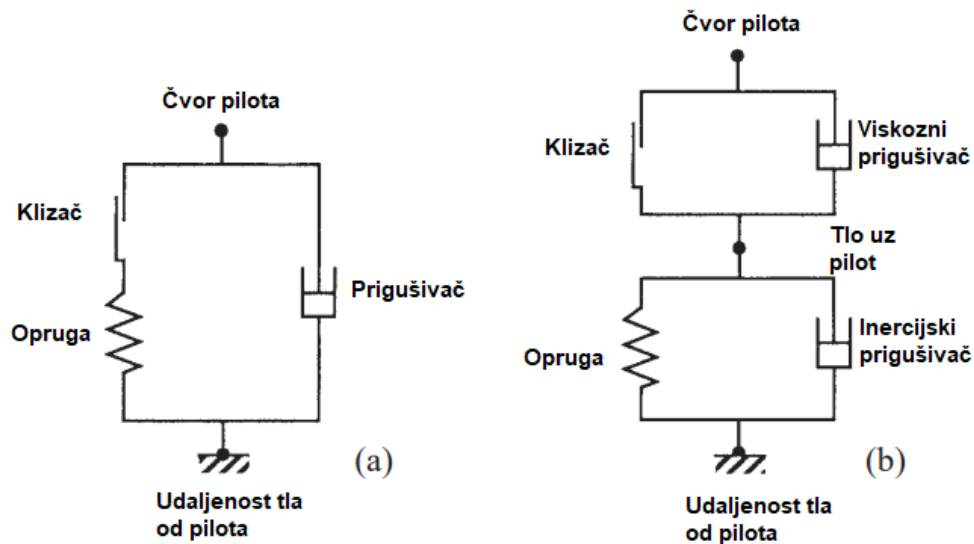 Čvor pilota
Klizač
Opruga
Prigušivač
(a)
Udaljenost tla
od pilota
Čvor pilota
Klizač
Viskozni
prigušivač
Tlo uz
pilot
Opruga
Inercijski
prigušivač
(b)
Udaljenost tla
od pilota